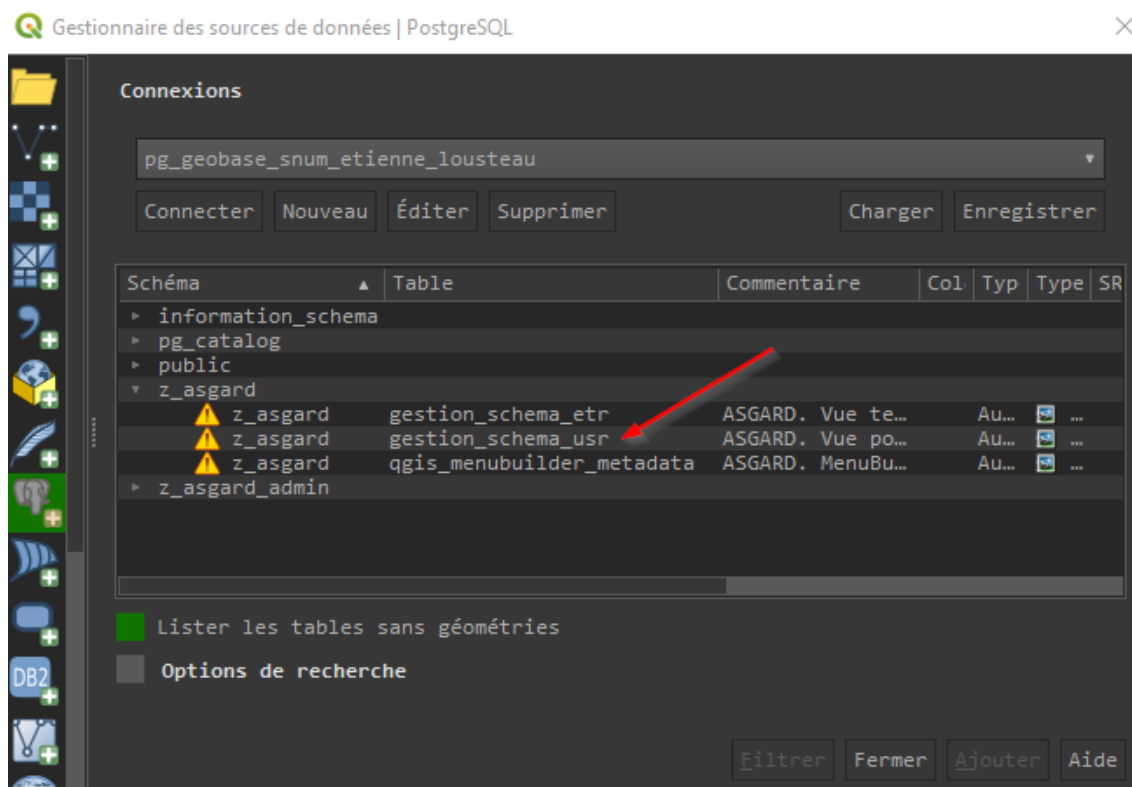 Gestionnaire des sources de données | PostgreSQL
Connexions
pg_geobase_snum_etienne_lousteau
Connecter Nouveau Éditer Supprimer Charger Enregistrer
Schéma Table Commentaire Col Typ Type SR
information_schema
pg_catalog
public
z_asgard
z_asgard gestion_schema_etr ASGARD. Vue te… Au… …
z_asgard gestion_schema_usr ASGARD. Vue po… Au… …
z_asgard qgis_menubuilder_metadata ASGARD. MenuBu… Au… …
z_asgard_admin
Lister les tables sans géométries
Options de recherche
DB2
Filtrer Fermer Ajouter Aide